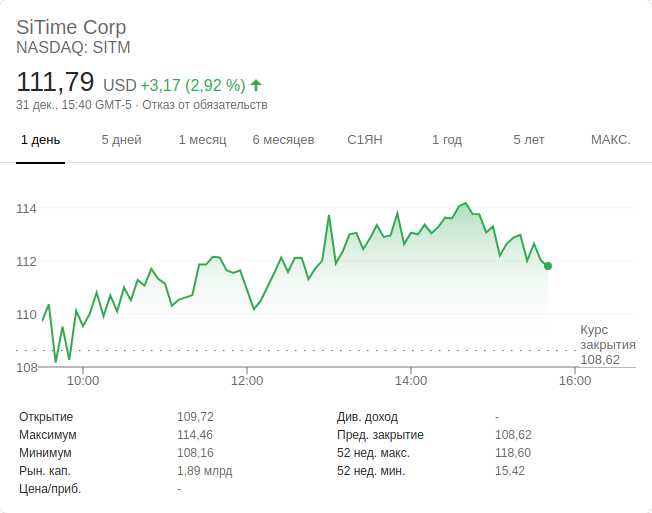 SiTime Corp
NASDAQ: SITM
111,79 USD +3,17 (2,92 %)
31 дек., 15:40 GMT-5 · Отказ от обязательств
1 день 5 дней 1 месяц 6 месяцев С1ЯН 1 год 5 лет МАКС.
114
112
110
108
Курс
закрытия
108,62
10:00 12:00 14:00 16:00
Открытие 109,72 Див. доход -
Максимум 114,46 Пред. закрытие 108,62
Минимум 108,16 52 нед. макс. 118,60
Рын. кап. 1,89 млрд 52 нед. мин. 15,42
Цена/приб. -